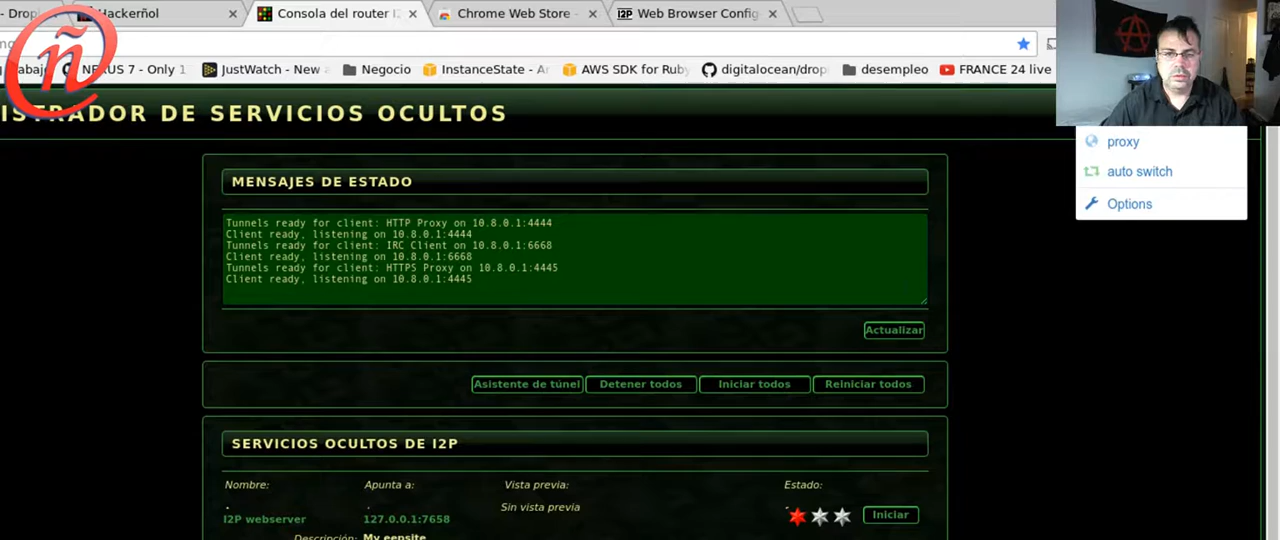 - Drople
Hackerñol
Consola del router I
Chrome Web Store -
Web Browser Config
NEXUS 7 - Only 1
JustWatch - New a
Negocio
InstanceState - A
AWS SDK for Ruby
digitalocean/drop
desempleo
FRANCE 24 live
ISTRADOR DE SERVICIOS OCULTOS
proxy
auto switch
Options
MENSAJES DE ESTADO
Tunnels ready for client: HTTP Proxy on 10.8.0.1:4444
Client ready, listening on 10.8.0.1:4444
Tunnels ready for client: IRC Client on 10.8.0.1:6668
Client ready, listening on 10.8.0.1:6668
Tunnels ready for client: HTTPS Proxy on 10.8.0.1:4445
Client ready, listening on 10.8.0.1:4445
Actualizar
Asistente de túnel Detener todos Iniciar todos Reiniciar todos
SERVICIOS OCULTOS DE I2P
Nombre: Apunta a: Vista previa: Estado:
I2P webserver 127.0.0.1:7658 Sin vista previa Iniciar
Descripción: My eepsite